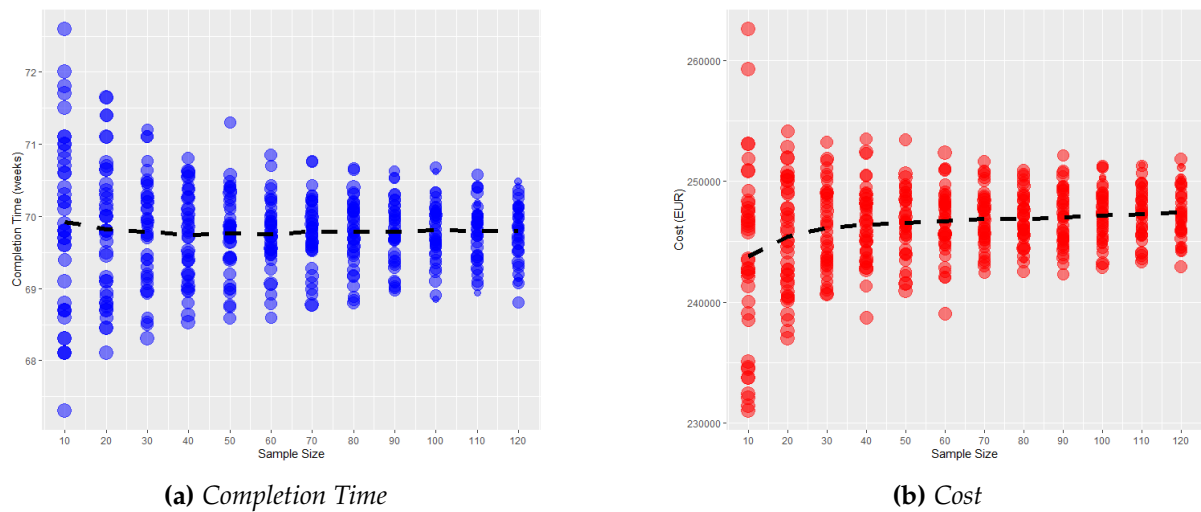 72
71
70
69
68
Completion Time (weeks)
10 20 30 40 50 60 70 80 90 100 110 120
Sample Size
(a) Completion Time
260000
250000
240000
230000
Cost (EUR)
10 20 30 40 50 60 70 80 90 100 110 120
Sample Size
(b) Cost